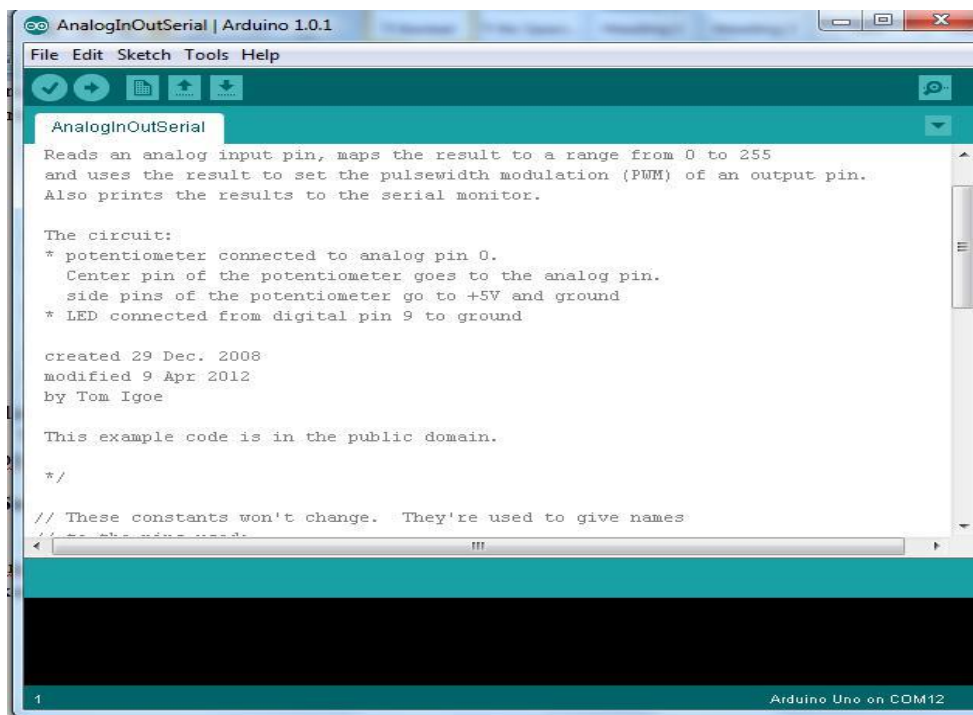 AnalogInOutSerial | Arduino 1.0.1
File Edit Sketch Tools Help
AnalogInOutSerial
Reads an analog input pin, maps the result to a range from 0 to 255
and uses the result to set the pulsewidth modulation (PWM) of an output pin.
Also prints the results to the serial monitor.
The circuit:
* potentiometer connected to analog pin 0.
Center pin of the potentiometer goes to the analog pin.
side pins of the potentiometer go to +5V and ground
* LED connected from digital pin 9 to ground
created 29 Dec. 2008
modified 9 Apr 2012
by Tom Igoe
This example code is in the public domain.
*/
// These constants won't change.  They're used to give names
1
Arduino Uno on COM12